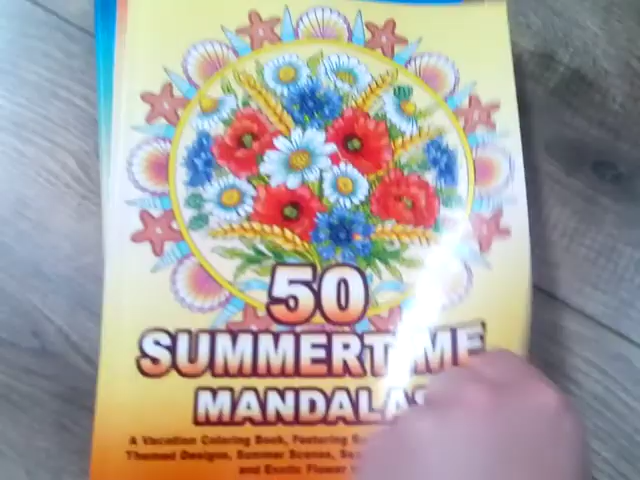 50
SUMMERTIME
MANDALAS
A Vacation Coloring Book, Featuring
Themed Designs, Summer Scenes,
and Exotic Flower